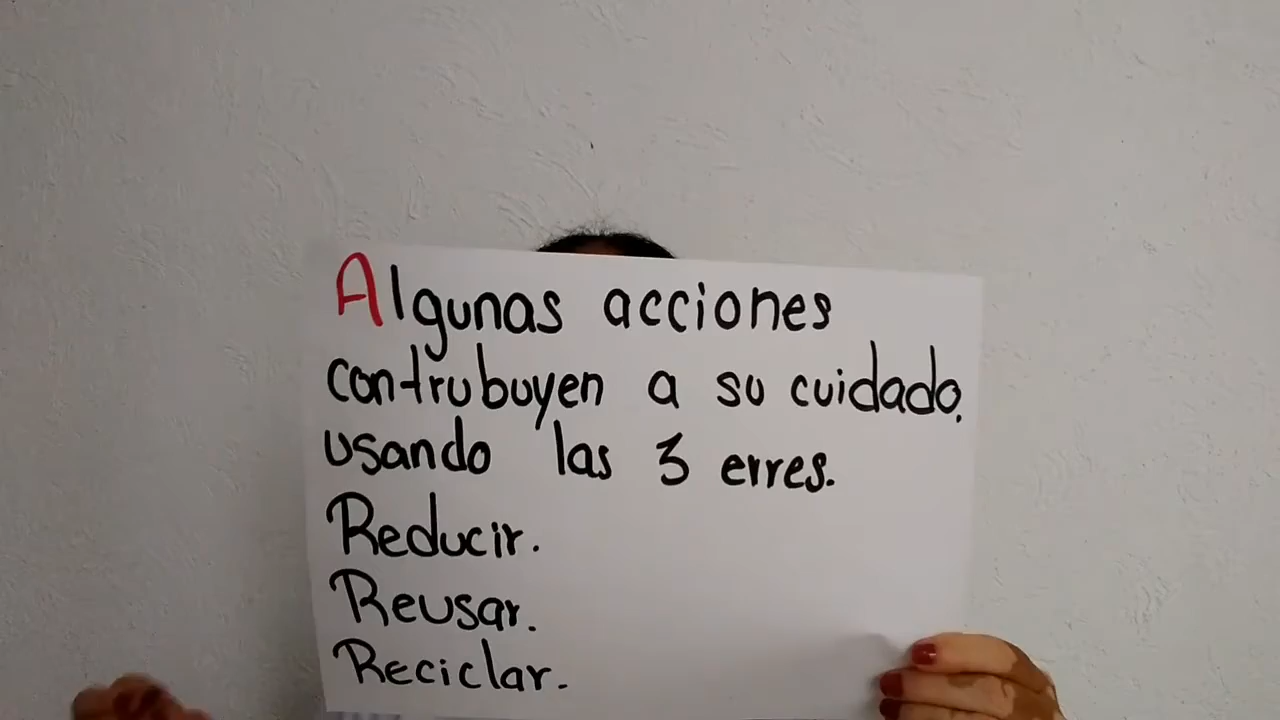 Algunas acciones
contrubuyen a su cuidado.
usando las 3 erres.
Reducir.
Reusar.
Reciclar.